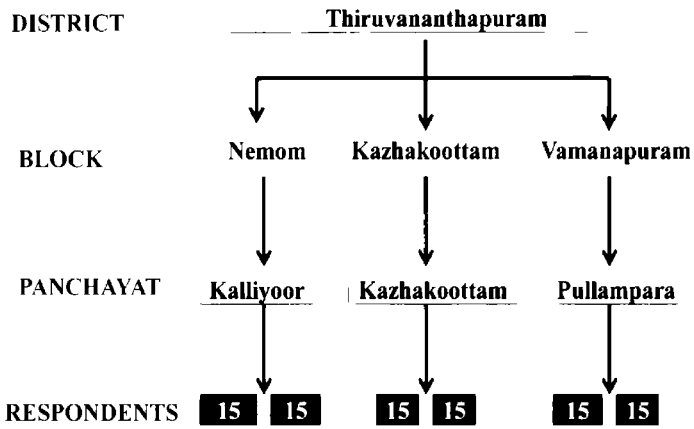 DISTRICT Thiruvananthapuram
BLOCK Nemom Kazhakoottam Vamanapuram
PANCHAYAT Kalliyoor Kazhakoottam Pullampara
RESPONDENTS 15 15 15 15 15 15